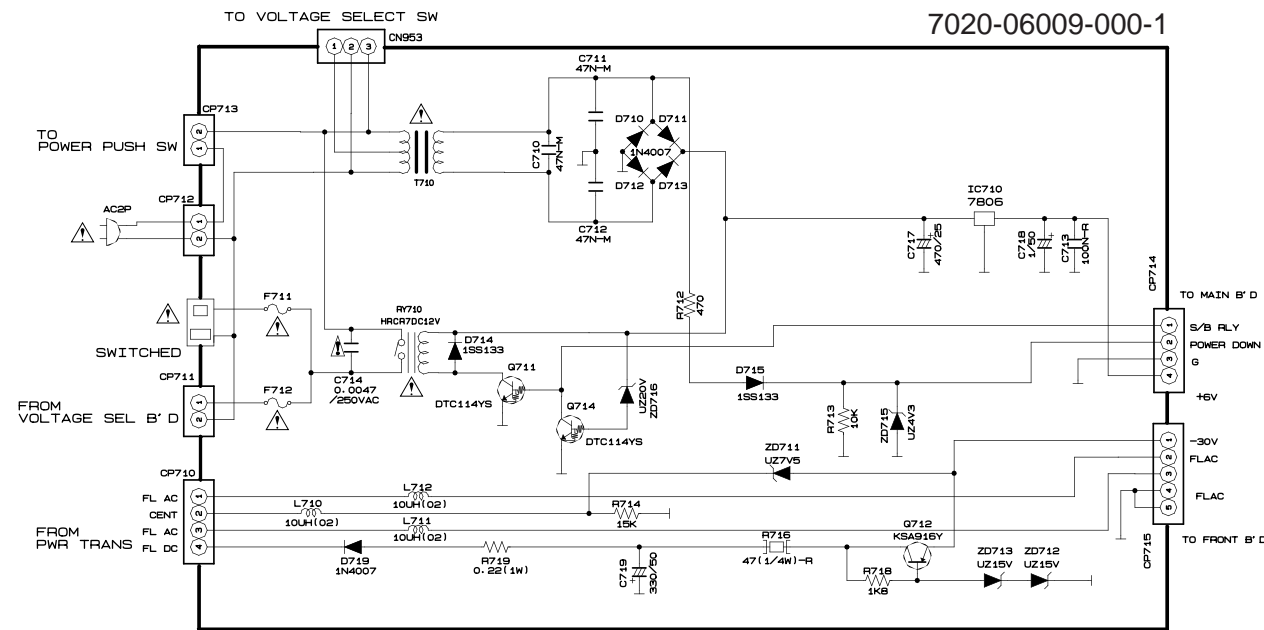 TO VOLTAGE SELECT SW
7020-06009-000-1
CN953
1 2 3
C711
47N-M
CP713
TO
POWER PUSH SW
2
1
T710
C710
47N-M
D710
D711
1N4007
D712
D713
C712
47N-M
IC710
7806
AC2P
CP712
1
2
C717
470/25
C718
1/50
C713
100N-R
CP714
TO MAIN B'D
F711
SWITCHED
RY710
HRCR7DC12V
D714
1SS133
C714
0.0047
/250VAC
R712
470
1
S/B RLY
2
POWER DOWN
3
G
4
+6V
CP711
FROM
VOLTAGE SEL B'D
1
2
F712
Q711
DTC114YS
Q714
DTC114YS
UZ20V
ZD716
D715
1SS133
R713
10K
ZD715
UZ4V3
ZD711
UZ7V5
1
-30V
2
FLAC
3
4
FLAC
5
CP715
TO FRONT B'D
CP710
FROM
PWR TRANS
FL AC
1
CENT
2
FL AC
3
FL DC
4
L712
10UH(02)
L710
10UH(02)
L711
10UH(02)
R714
15K
D719
1N4007
R719
0.22(1W)
C719
330/50
R716
47(1/4W)-R
Q712
KSA916Y
R718
1K8
ZD713
UZ15V
ZD712
UZ15V